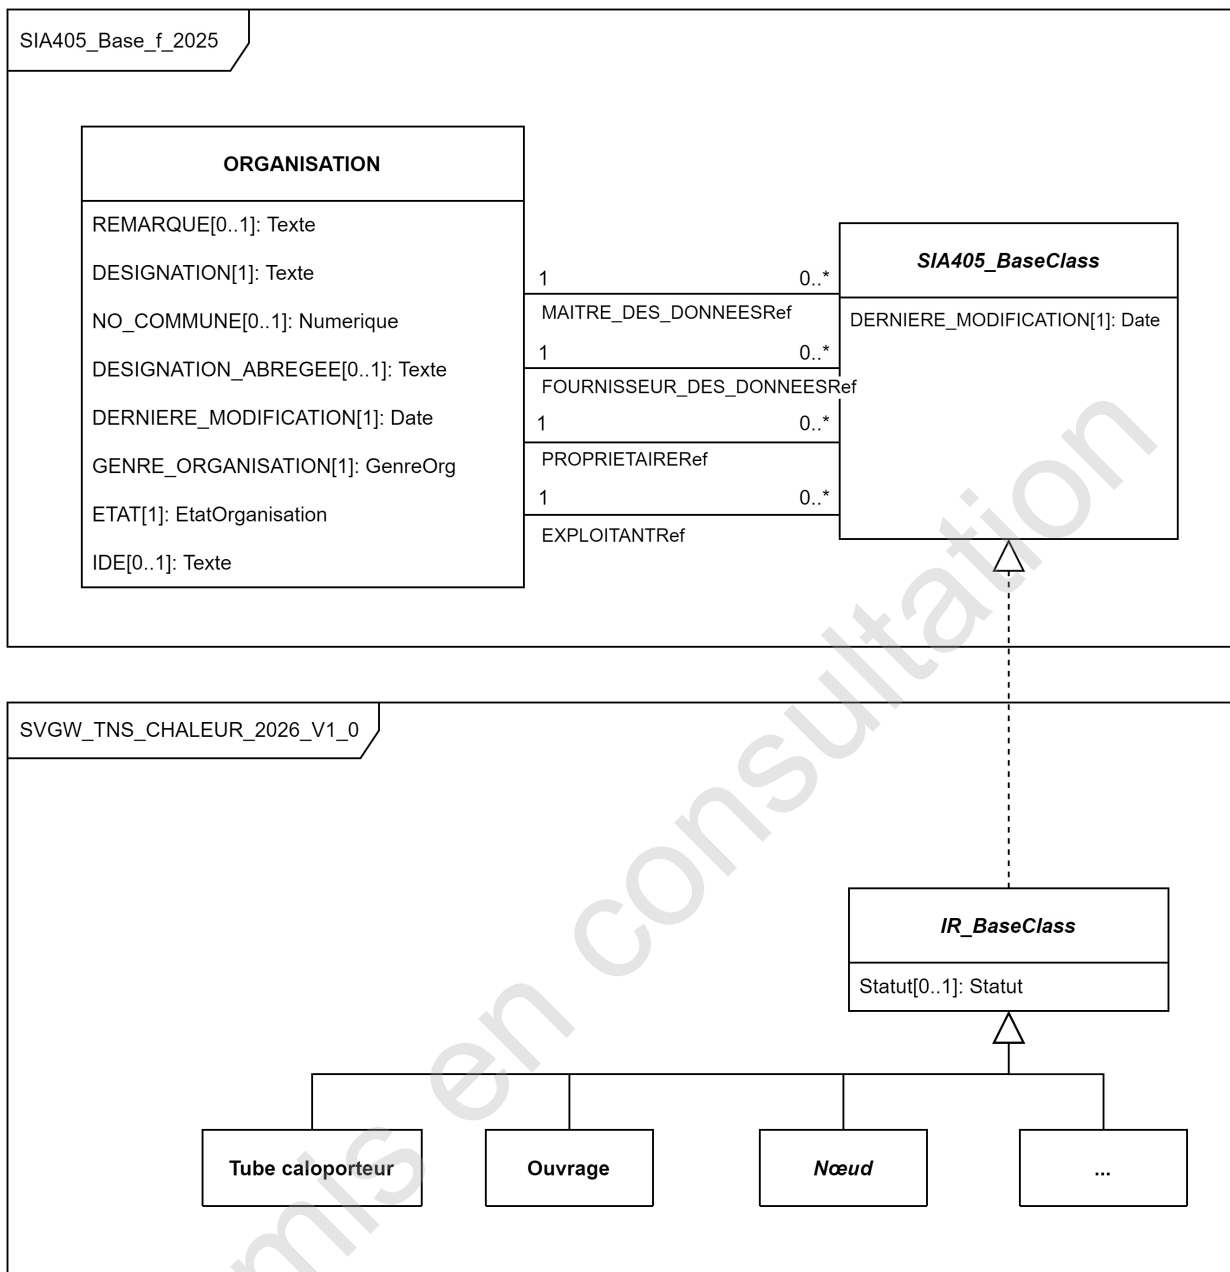 SIA405_Base_f_2025
ORGANISATION
REMARQUE[0..1]: Texte
DESIGNATION[1]: Texte
NO_COMMUNE[0..1]: Numerique
DESIGNATION_ABREGEE[0..1]: Texte
DERNIERE_MODIFICATION[1]: Date
GENRE_ORGANISATION[1]: GenreOrg
ETAT[1]: EtatOrganisation
IDE[0..1]: Texte
1 0..*
MAITRE_DES_DONNEESRef
1 0..*
FOURNISSEUR_DES_DONNEESRef
1 0..*
PROPRIETAIRERef
1 0..*
EXPLOITANTRef
SIA405_BaseClass
DERNIERE_MODIFICATION[1]: Date
SVGW_TNS_CHALEUR_2026_V1_0
IR_BaseClass
Statut[0..1]: Statut
Tube caloporteur
Ouvrage
Nœud
...
en consultation